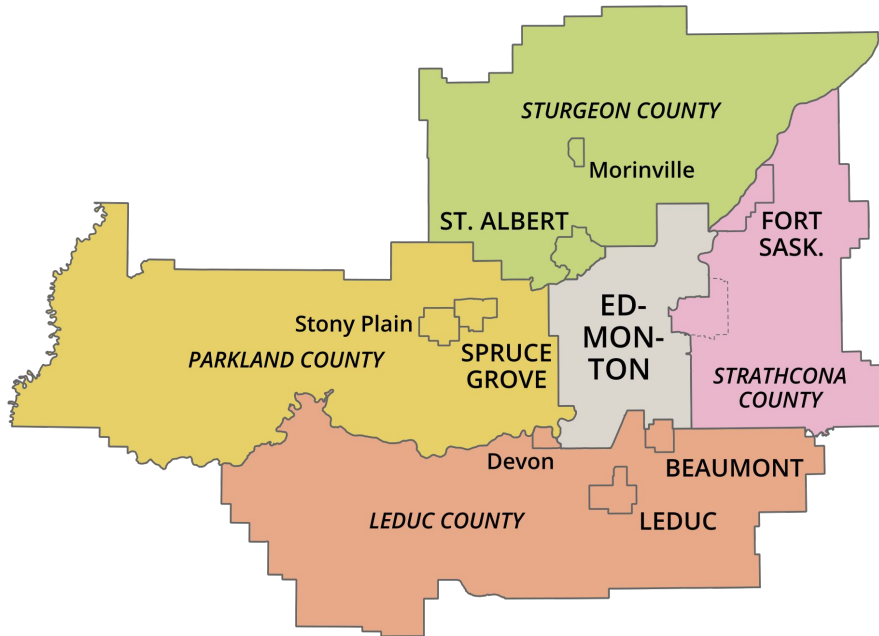 STURGEON COUNTY
Morinville
ST. ALBERT
FORT
SASK.
ED-
MON-
TON
Stony Plain
SPRUCE
GROVE
PARKLAND COUNTY
STRATHCONA
COUNTY
Devon
BEAUMONT
LEDUC COUNTY
LEDUC